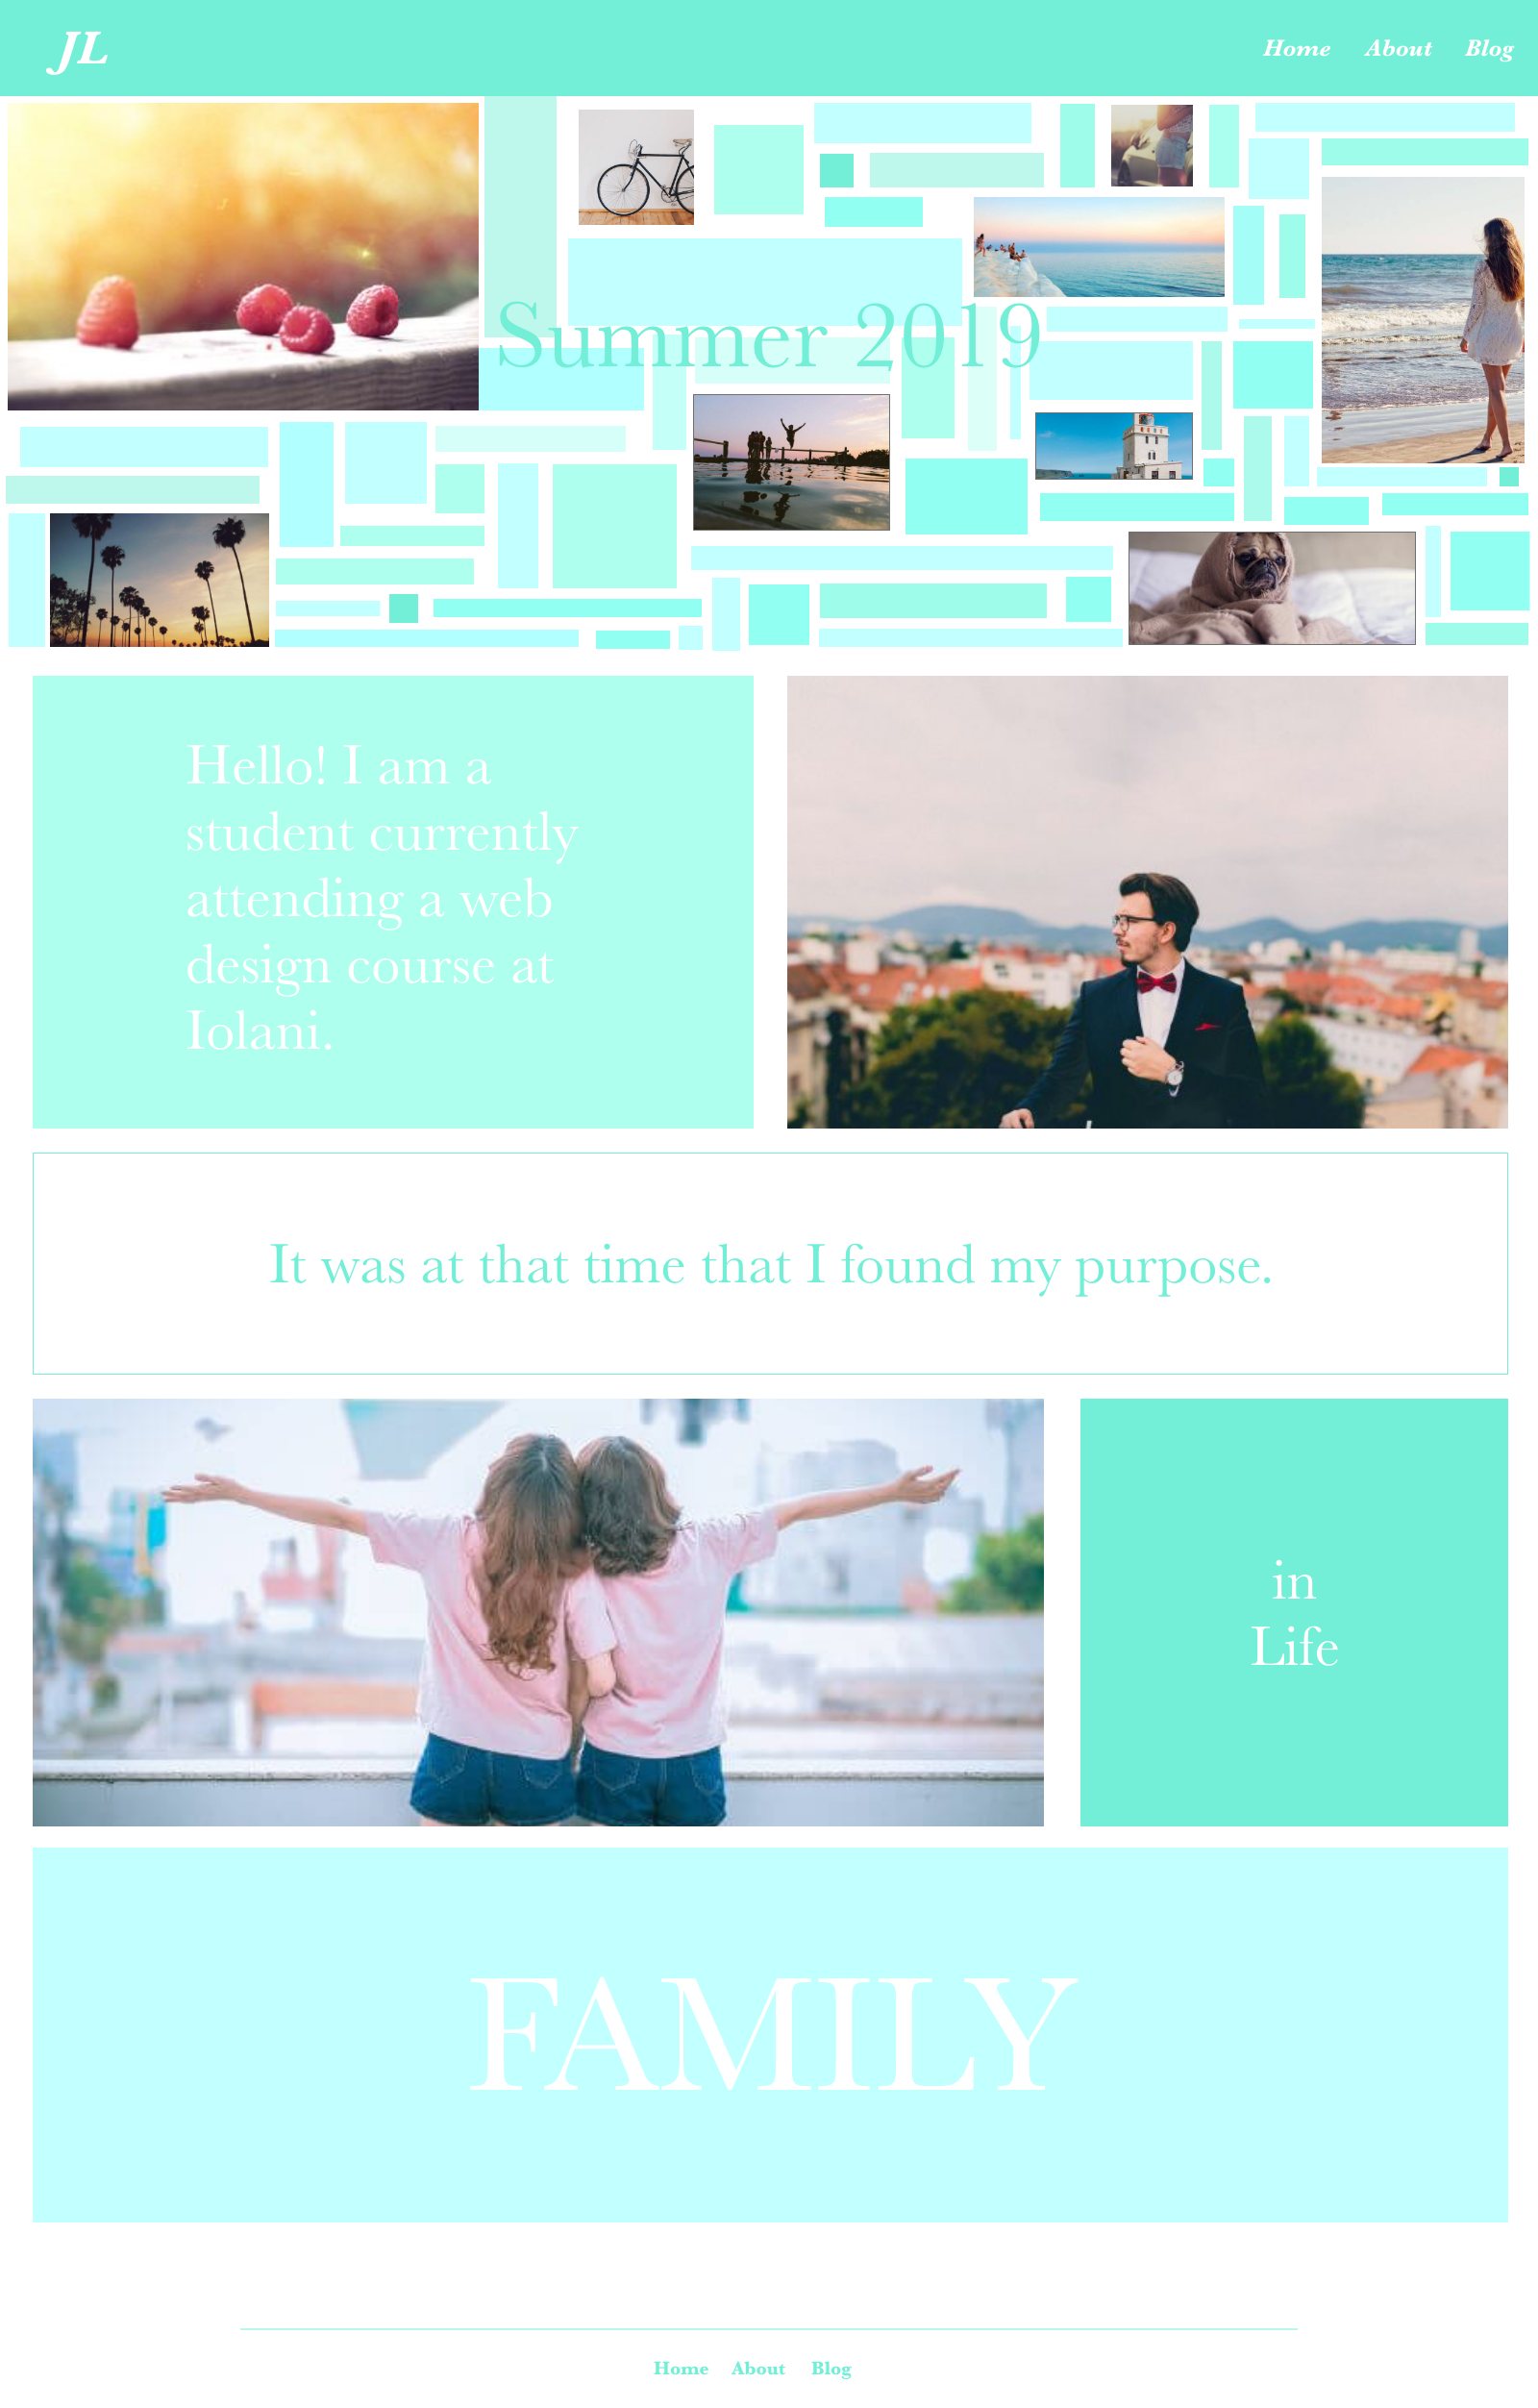 JL
Home About Blog
Summer 2019
Hello! I am a
student currently
attending a web
design course at
Iolani.
It was at that time that I found my purpose.
in
Life
FAMILY
Home About Blog